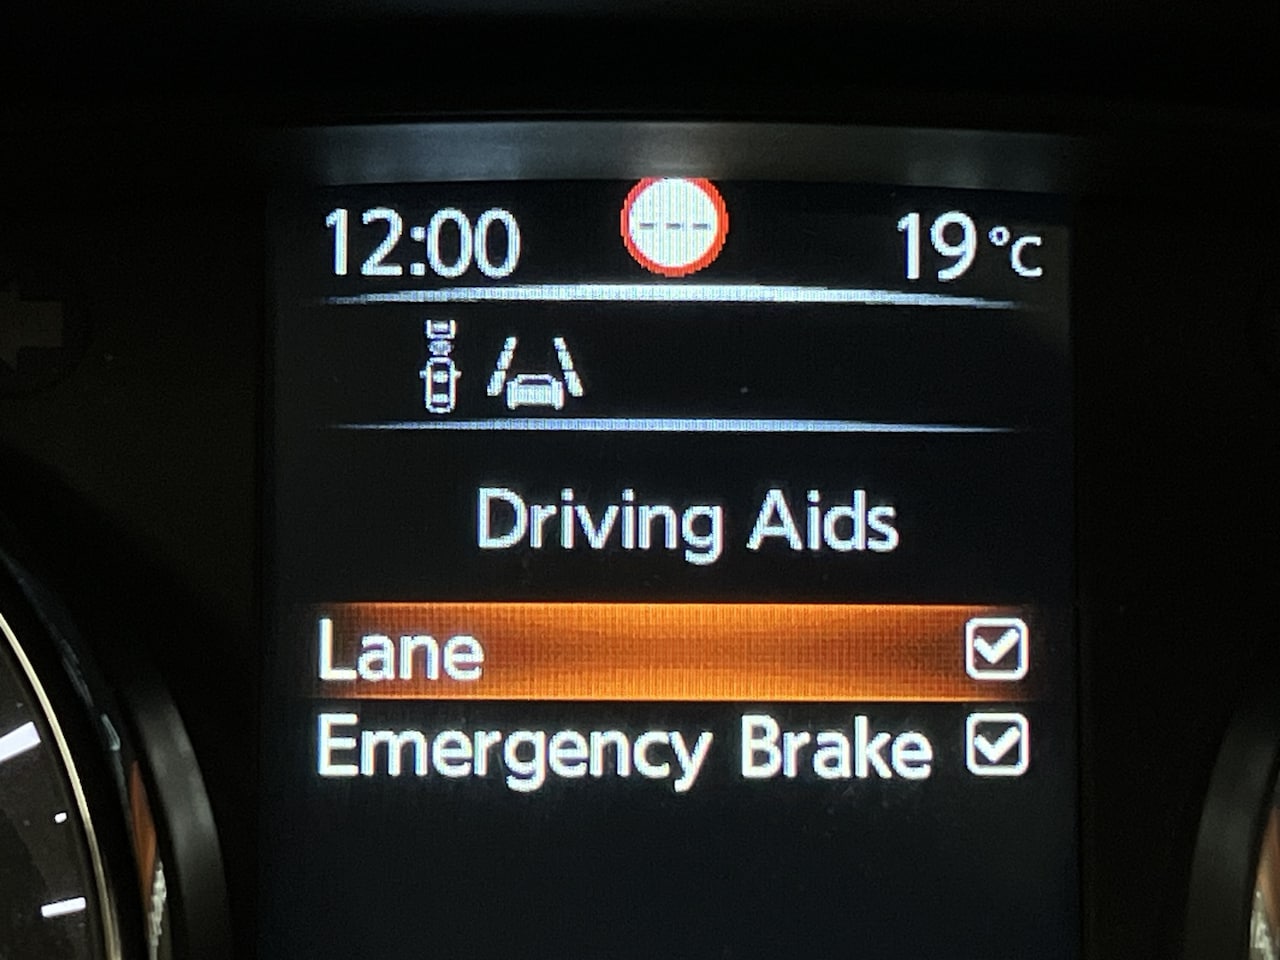 12:00 --- 19 °C
Driving Aids
Lane
Emergency Brake